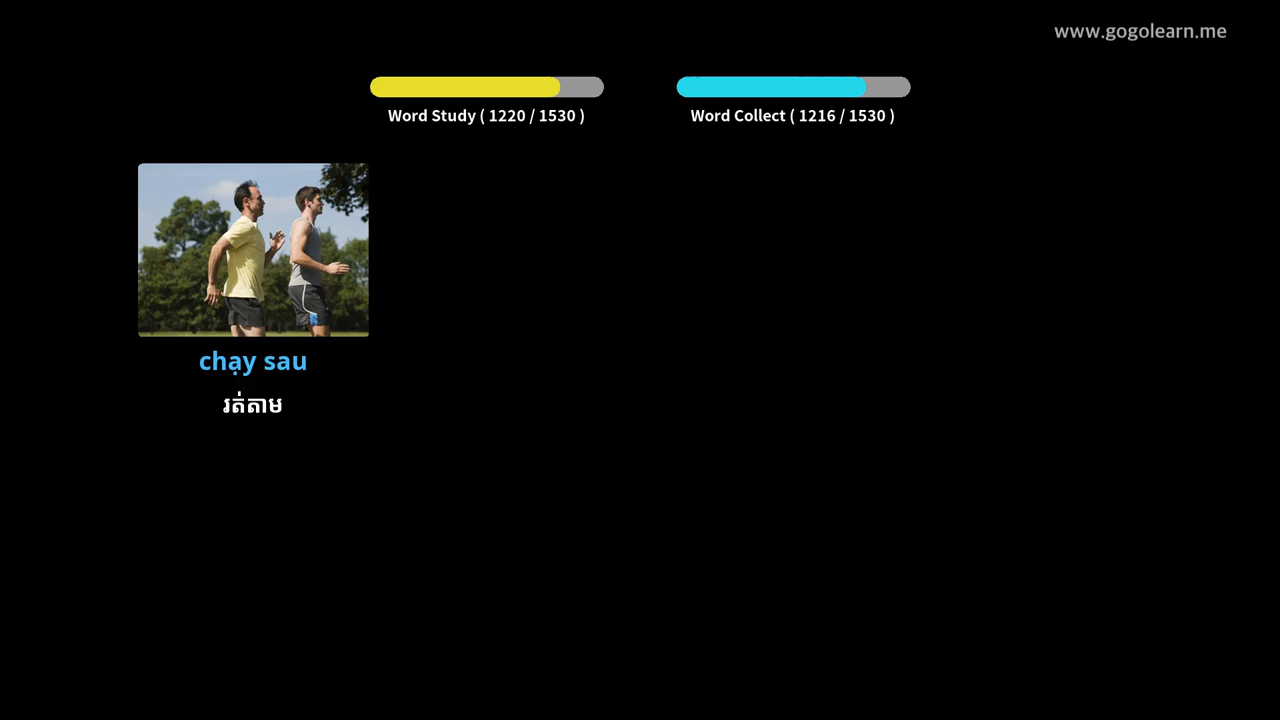 www.gogolearn.me
Word Study ( 1220 / 1530 )
Word Collect ( 1216 / 1530 )
chạy sau
រត់តាម